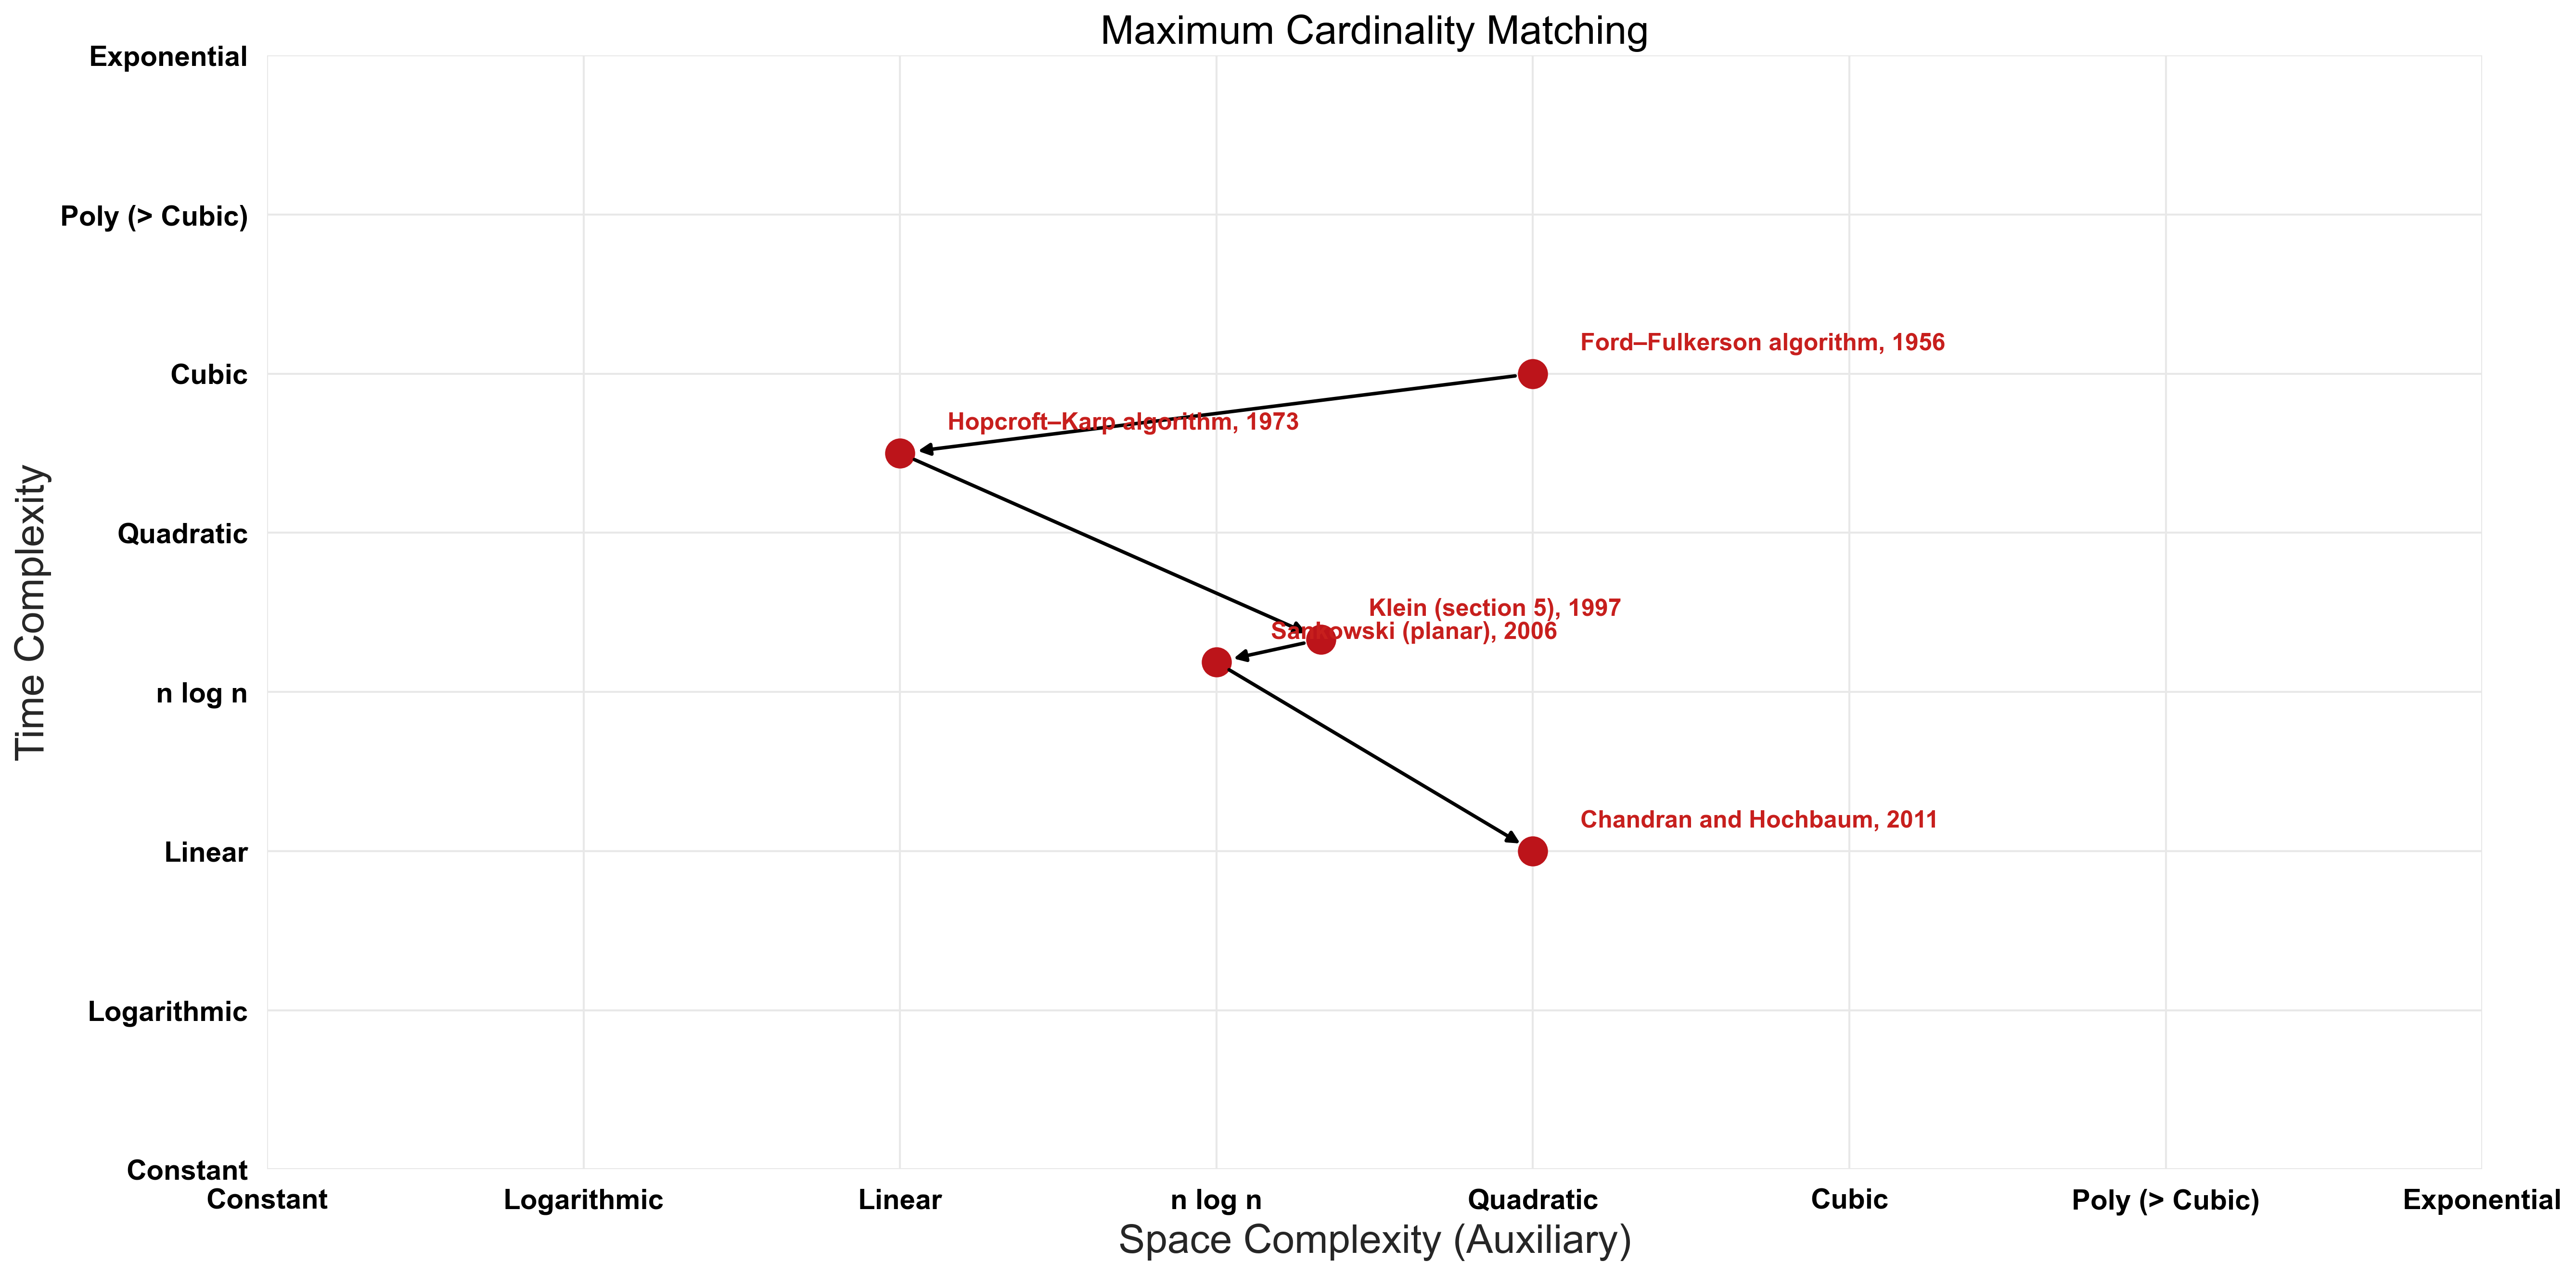 Maximum Cardinality Matching
Exponential
Poly (> Cubic)
Cubic
Quadratic
n log n
Linear
Logarithmic
Constant
Time Complexity
Ford–Fulkerson algorithm, 1956
Hopcroft–Karp algorithm, 1973
Klein (section 5), 1997
Sankowski (planar), 2006
Chandran and Hochbaum, 2011
Constant
Logarithmic
Linear
n log n
Quadratic
Cubic
Poly (> Cubic)
Exponential
Space Complexity (Auxiliary)